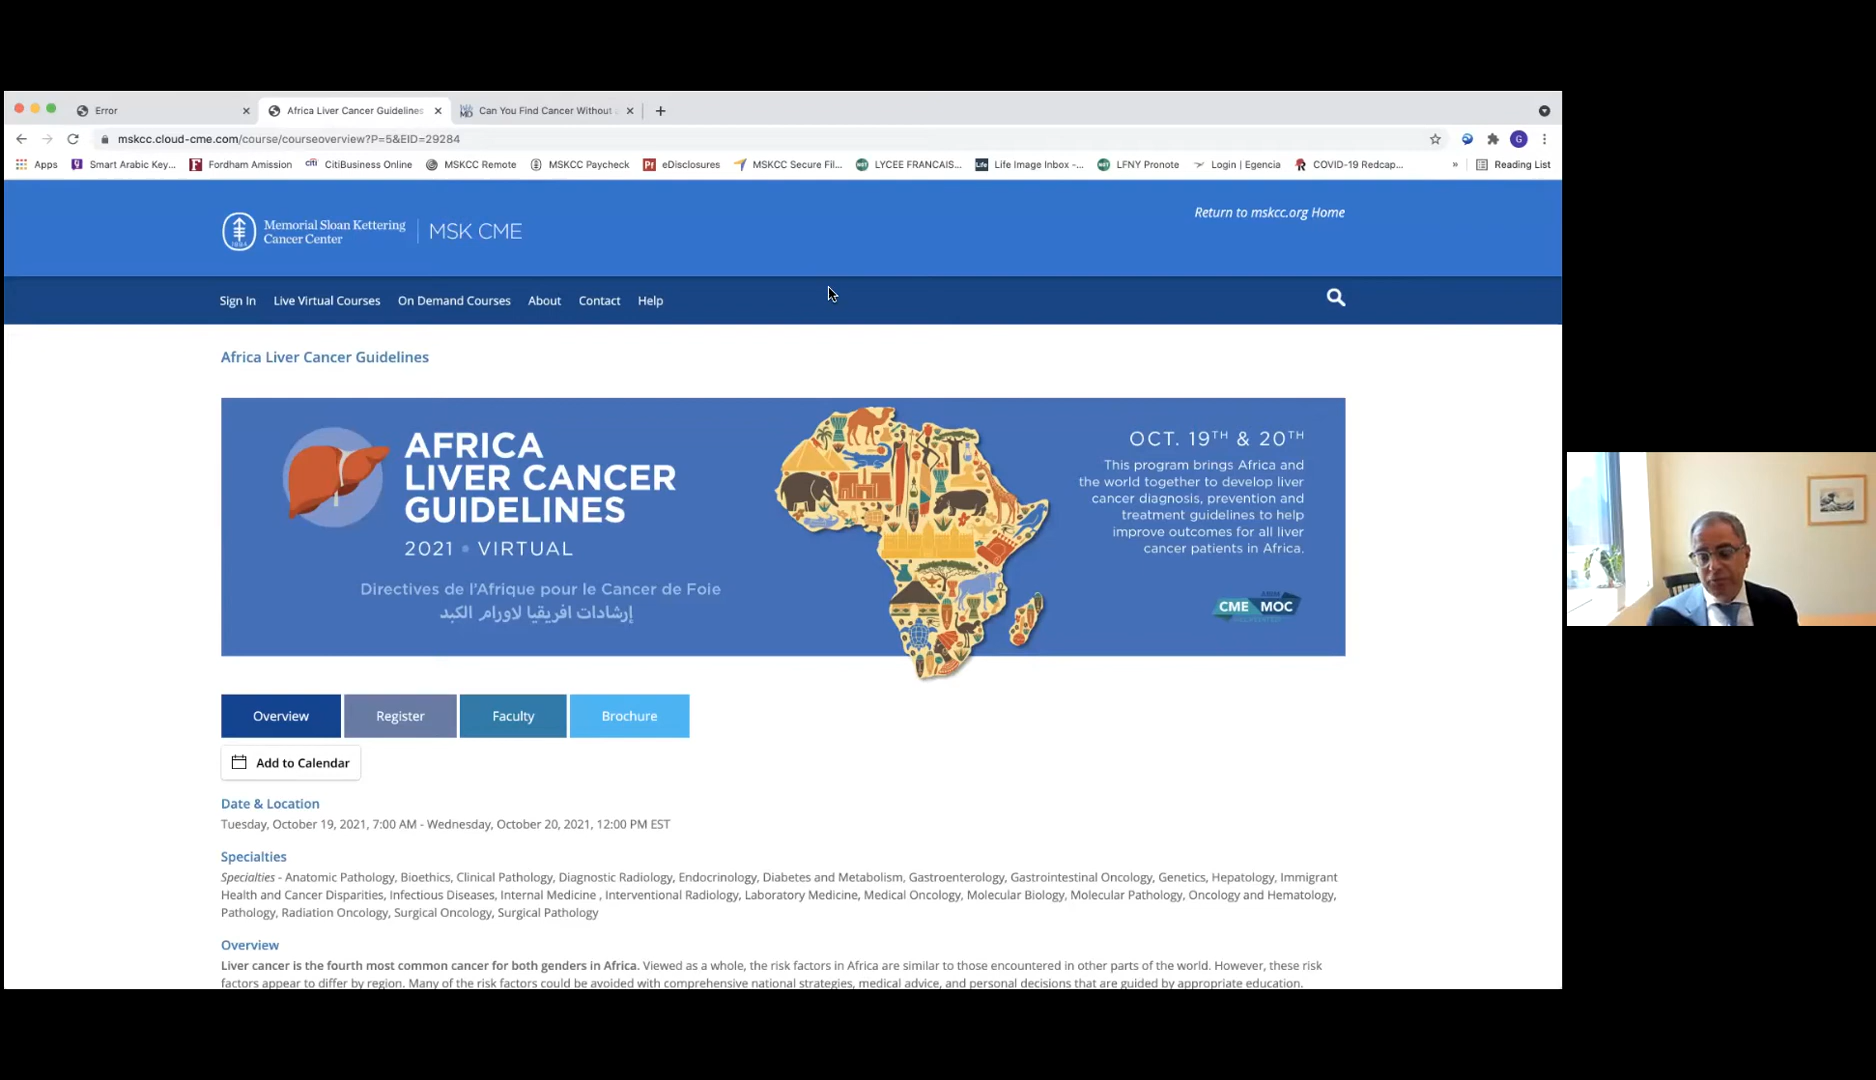 Error
Africa Liver Cancer Guidelines
Can You Find Cancer Without
mskcc.cloud-cme.com/course/courseoverview?P=5&EID=29284
G
Apps
Smart Arabic Key...
Fordham Amission
CitiBusiness Online
MSKCC Remote
MSKCC Paycheck
eDisclosures
MSKCC Secure Fil...
LYCEE FRANCAIS...
Life Image Inbox -...
LFNY Pronote
Login | Egencia
COVID-19 Redcap...
»
Reading List
Memorial Sloan Kettering
Cancer Center
MSK CME
Return to mskcc.org Home
Sign In
Live Virtual Courses
On Demand Courses
About
Contact
Help
Africa Liver Cancer Guidelines
AFRICA
LIVER CANCER
GUIDELINES
2021 • VIRTUAL
Directives de l'Afrique pour le Cancer de Foie
إرشادات افريقيا لاورام الكبد
OCT. 19TH & 20TH
This program brings Africa and
the world together to develop liver
cancer diagnosis, prevention and
treatment guidelines to help
improve outcomes for all liver
cancer patients in Africa.
CME MOC
Overview
Register
Faculty
Brochure
Add to Calendar
Date & Location
Tuesday, October 19, 2021, 7:00 AM - Wednesday, October 20, 2021, 12:00 PM EST
Specialties
Specialties - Anatomic Pathology, Bioethics, Clinical Pathology, Diagnostic Radiology, Endocrinology, Diabetes and Metabolism, Gastroenterology, Gastrointestinal Oncology, Genetics, Hepatology, Immigrant
Health and Cancer Disparities, Infectious Diseases, Internal Medicine , Interventional Radiology, Laboratory Medicine, Medical Oncology, Molecular Biology, Molecular Pathology, Oncology and Hematology,
Pathology, Radiation Oncology, Surgical Oncology, Surgical Pathology
Overview
Liver cancer is the fourth most common cancer for both genders in Africa. Viewed as a whole, the risk factors in Africa are similar to those encountered in other parts of the world. However, these risk
factors appear to differ by region. Many of the risk factors could be avoided with comprehensive national strategies, medical advice, and personal decisions that are guided by appropriate education.